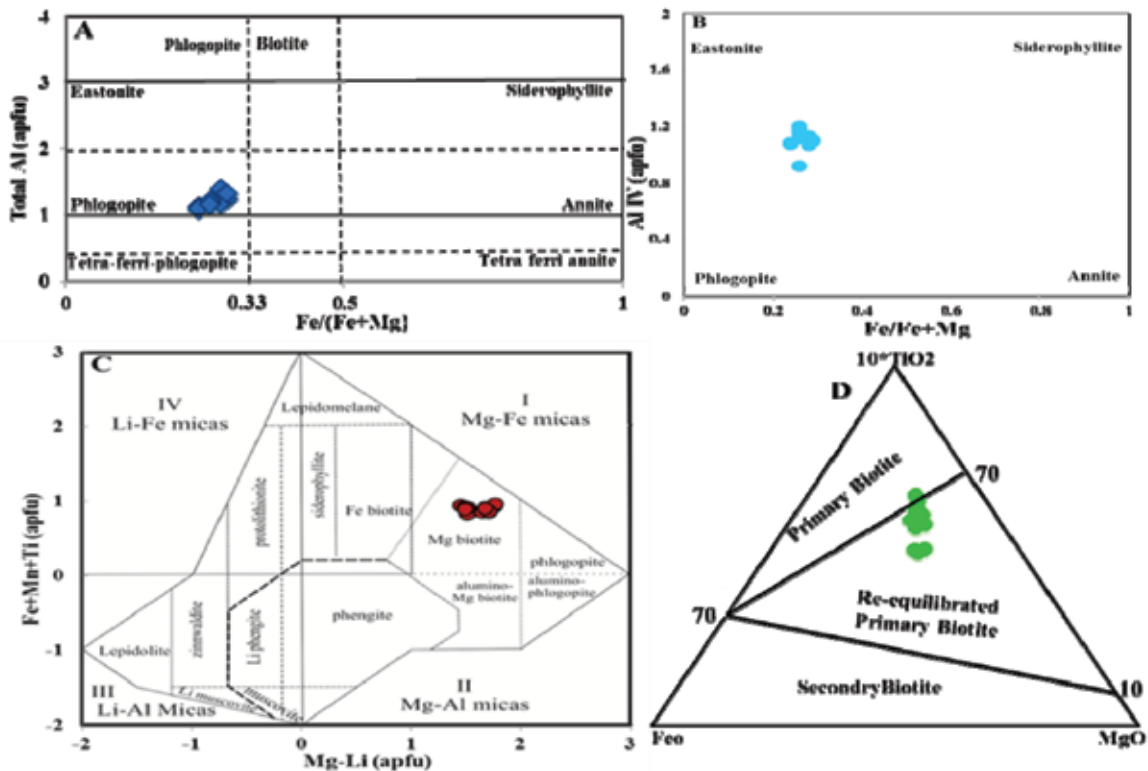 A
Phlogopite Biotite
Eastonite Siderophyllite
Phlogopite Annite
Tetra-ferri-phlogopite Tetra ferri annite
4
3
2
1
0
0 0.33 0.5 1
Total Al (apfu)
Fe/(Fe+Mg}
B
Eastonite Siderophyllite
Phlogopite Annite
2
1.6
1.2
0.8
0.4
0
0 0.2 0.4 0.6 0.8 1
Al IV (apfu)
Fe/Fe+Mg
C
IV
Li-Fe micas
I
Mg-Fe micas
Lepidomelane
protolithionite
siderophyllite
Fe biotite
Mg biotite
phlogopite
alumino-
Mg biotite
alumino-
phlogopite
phengite
Li phengite
zinnwaldite
Lepidolite
Li muscovite
muscovite
III
Li-Al Micas
II
Mg-Al micas
3
2
1
0
-1
-2
-2 -1 0 1 2 3
Fe+Mn+Ti (apfu)
Mg-Li (apfu)
10*TIO2
D
Primary Biotite
70
70
Re-equilibrated
Primary Biotite
SecondryBiotite
10
Feo MgO